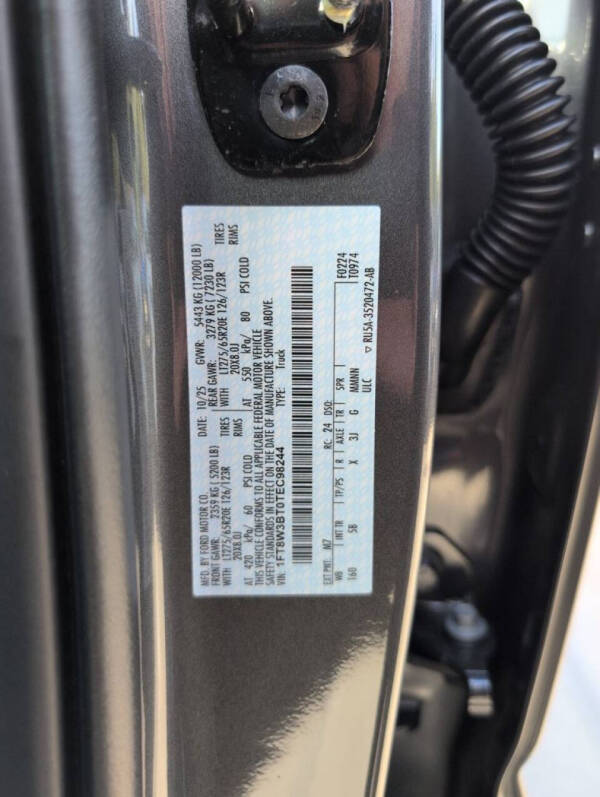 MFD. BY FORD MOTOR CO.
DATE: 10/25 GVWR: 5443 KG (12000 LB)
FRONT GAWR: 2359 KG (5200 LB) REAR GAWR: 3279 KG (7230 LB)
WITH LT275/65R20E 126/123R TIRES WITH LT275/65R20E 126/123R TIRES
20X8.0J RIMS 20X8.0J RIMS
AT 420 kPa/ 60 PSI COLD AT 550 kPa/ 80 PSI COLD
THIS VEHICLE CONFORMS TO ALL APPLICABLE FEDERAL MOTOR VEHICLE
SAFETY STANDARDS IN EFFECT ON THE DATE OF MANUFACTURE SHOWN ABOVE.
VIN: 1FT8W3BT0TEC98244 TYPE: Truck
F0224
EXT PNT: M7 RC: 24 DSO: T0974
WB INT TR TP/PS R AXLE TR SPR
160 SB X 3J G MMNN
ULC ▽ RU5A-3520472-AB